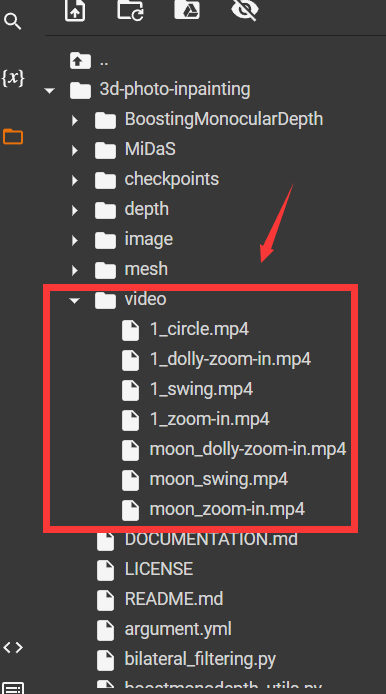 {x}
..
3d-photo-inpainting
BoostingMonocularDepth
MiDaS
checkpoints
depth
image
mesh
video
1_circle.mp4
1_dolly-zoom-in.mp4
1_swing.mp4
1_zoom-in.mp4
moon_dolly-zoom-in.mp4
moon_swing.mp4
moon_zoom-in.mp4
DOCUMENTATION.md
LICENSE
README.md
argument.yml
bilateral_filtering.py
boostmonodepth_utils.py